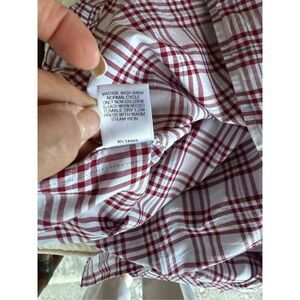 MACHINE WASH WARM
NORMAL CYCLE
ONLY NON-CHLORINE
BLEACH WHEN NEEDED
TUMBLE DRY LOW
PRESS WITH WARM
STEAM IRON